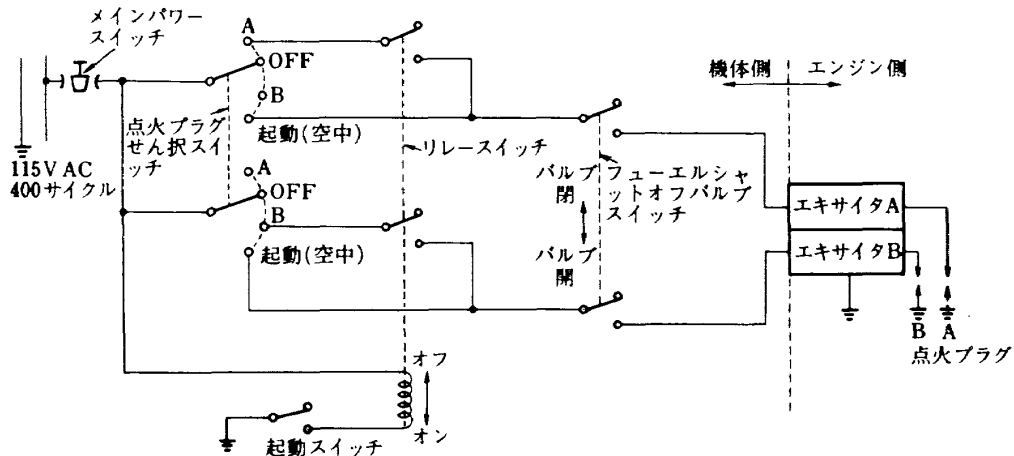 メインパワー
スイッチ
A
OFF
B
起動(空中)
点火プラグ
せん択スイ
ッチ
115V AC
400サイクル
A
OFF
B
起動(空中)
リレースイッチ
機体側
エンジン側
バルブ
閉
バルブ
開
フューエルシャ
ットオフバルブ
スイッチ
エキサイタA
エキサイタB
B A
点火プラグ
オフ
オン
起動スイッチ